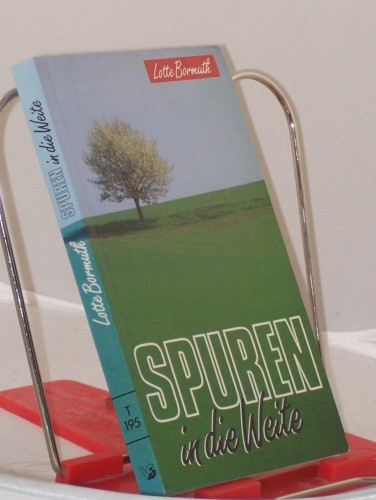 Lotte Bormuth
SPUREN
in die Weite
SPUREN in die Weite
Lotte Bormuth
T
195